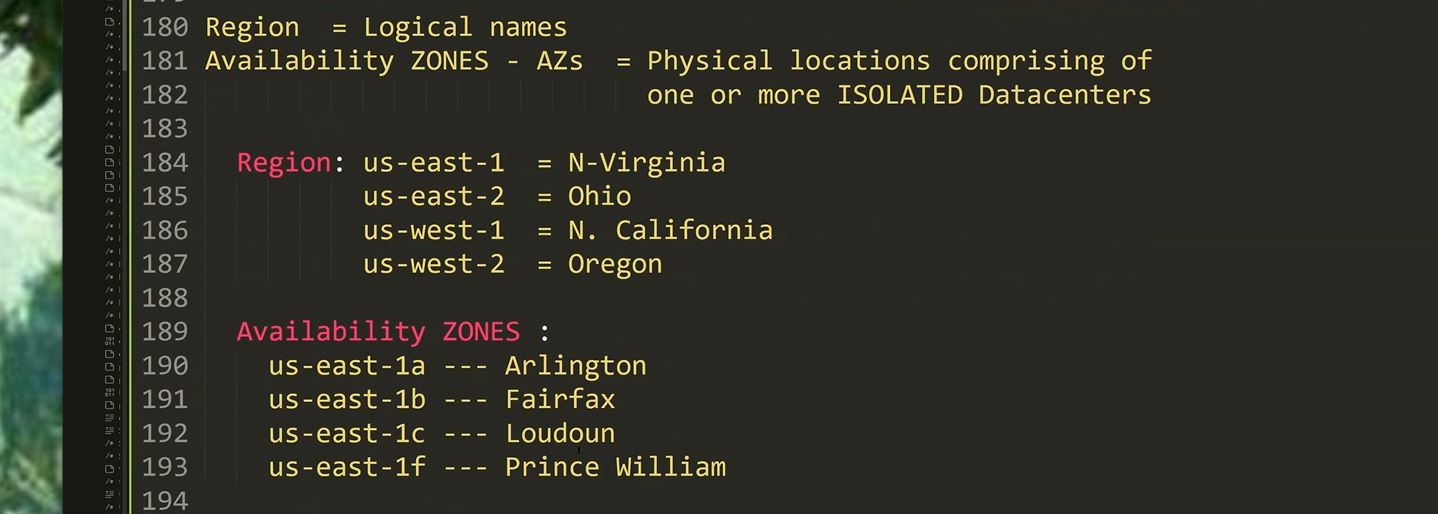 180 Region  = Logical names
181 Availability ZONES - AZs  = Physical locations comprising of
182 one or more ISOLATED Datacenters
183
184 Region: us-east-1  = N-Virginia
185 us-east-2  = Ohio
186 us-west-1  = N. California
187 us-west-2  = Oregon
188
189 Availability ZONES :
190 us-east-1a --- Arlington
191 us-east-1b --- Fairfax
192 us-east-1c --- Loudoun
193 us-east-1f --- Prince William
194